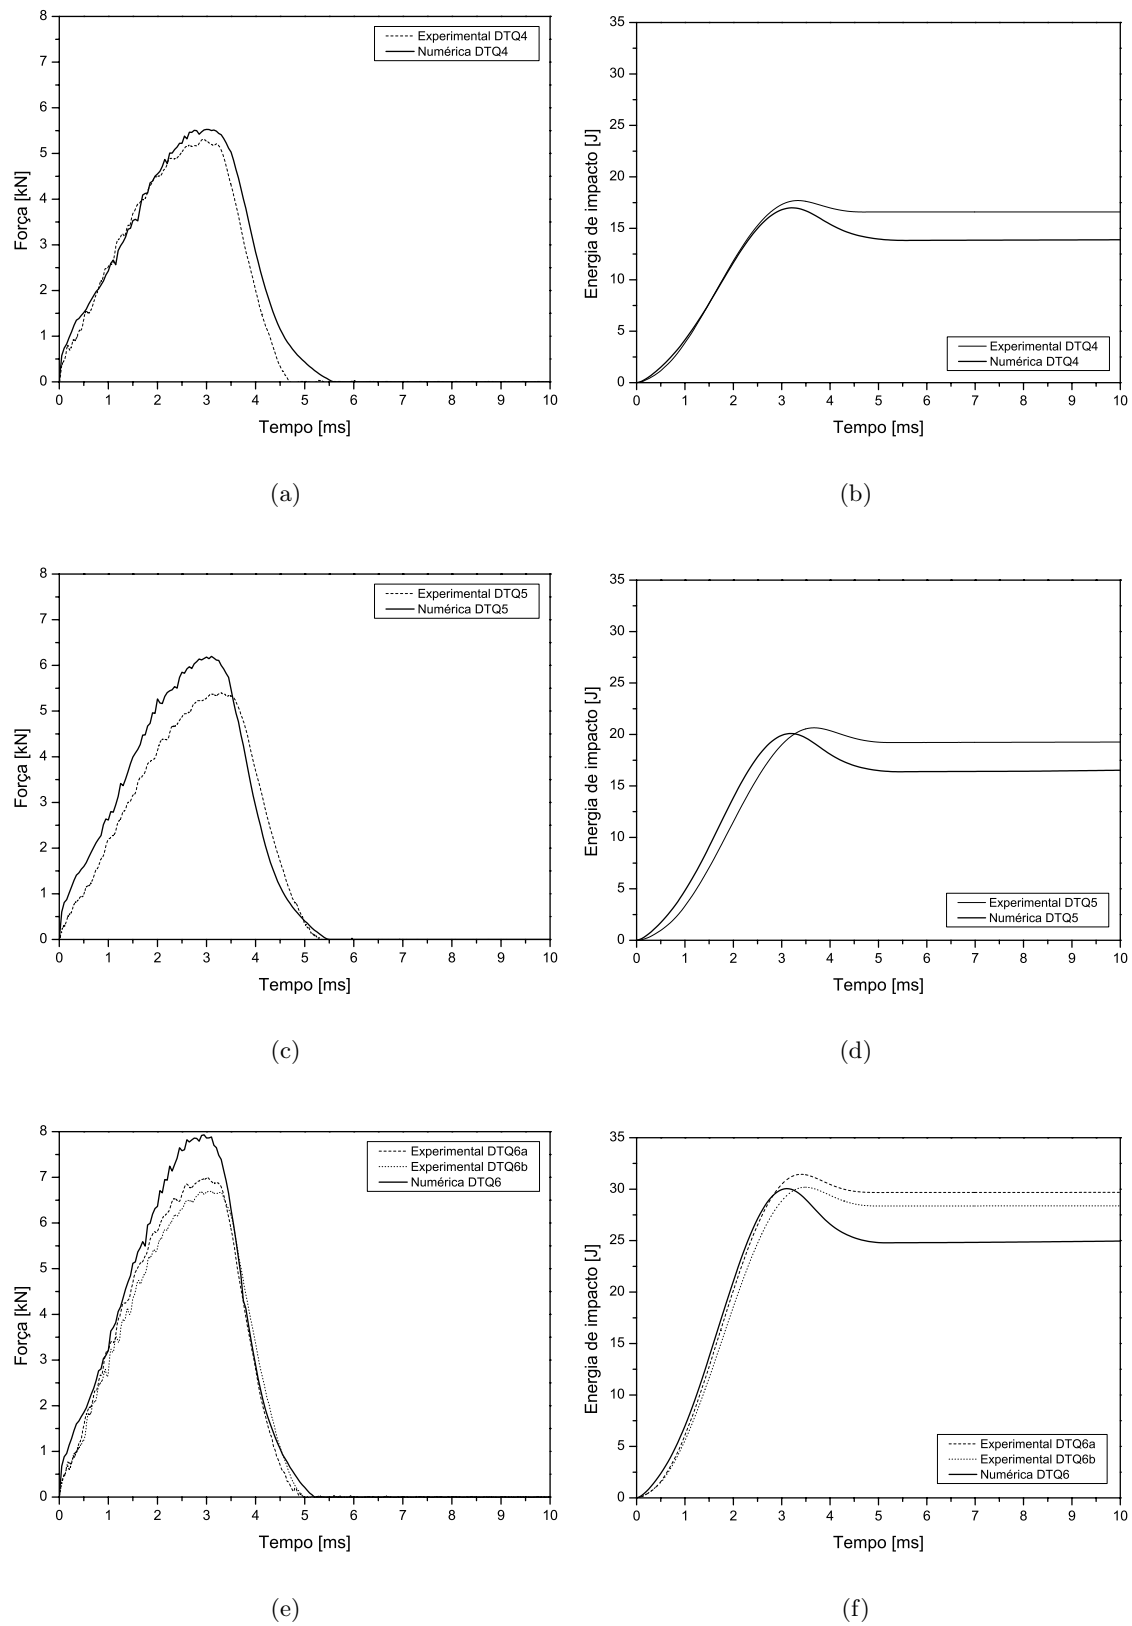 8
7
6
5
4
3
2
1
0
Força [kN]
Experimental DTQ4
Numérica DTQ4
0 1 2 3 4 5 6 7 8 9 10
Tempo [ms]
(a)
35
30
25
20
15
10
5
0
Energia de impacto [J]
Experimental DTQ4
Numérica DTQ4
0 1 2 3 4 5 6 7 8 9 10
Tempo [ms]
(b)
8
7
6
5
4
3
2
1
0
Força [kN]
Experimental DTQ5
Numérica DTQ5
0 1 2 3 4 5 6 7 8 9 10
Tempo [ms]
(c)
35
30
25
20
15
10
5
0
Energia de impacto [J]
Experimental DTQ5
Numérica DTQ5
0 1 2 3 4 5 6 7 8 9 10
Tempo [ms]
(d)
8
7
6
5
4
3
2
1
0
Força [kN]
Experimental DTQ6a
Experimental DTQ6b
Numérica DTQ6
0 1 2 3 4 5 6 7 8 9 10
Tempo [ms]
(e)
35
30
25
20
15
10
5
0
Energia de impacto [J]
Experimental DTQ6a
Experimental DTQ6b
Numérica DTQ6
0 1 2 3 4 5 6 7 8 9 10
Tempo [ms]
(f)